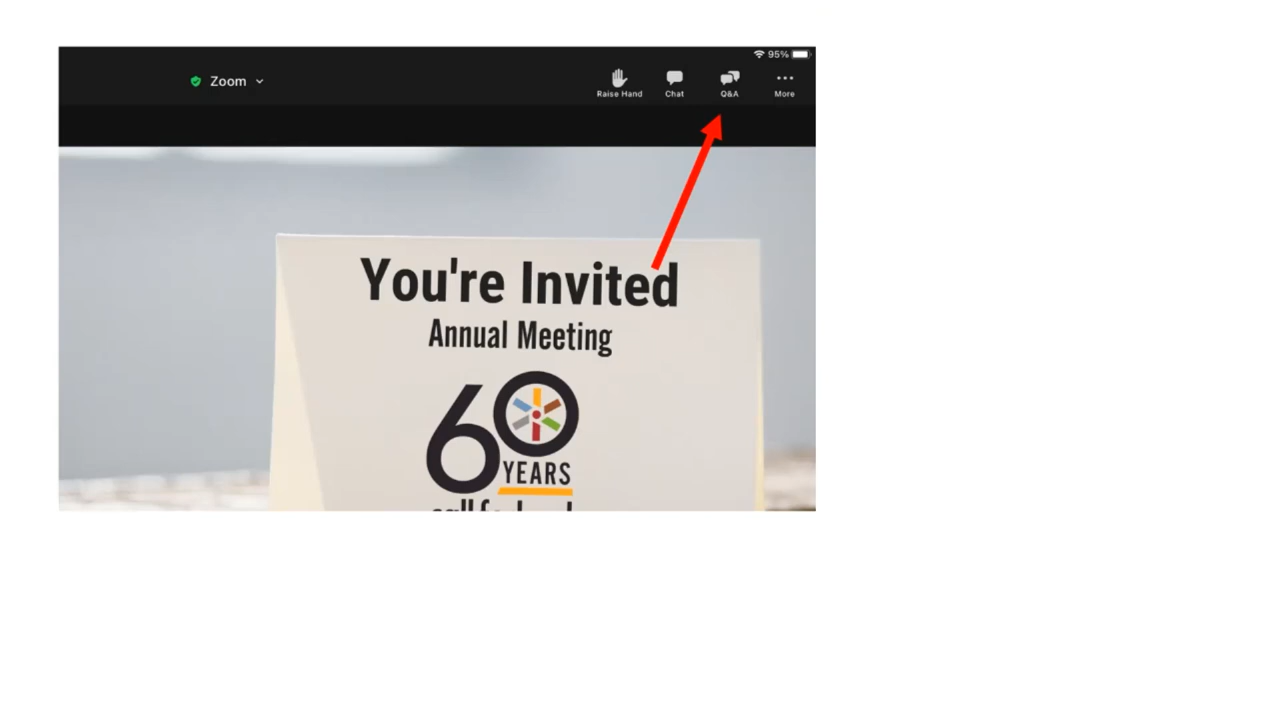 95%
Zoom
Raise Hand Chat Q&A More
You're Invited
Annual Meeting
60
YEARS